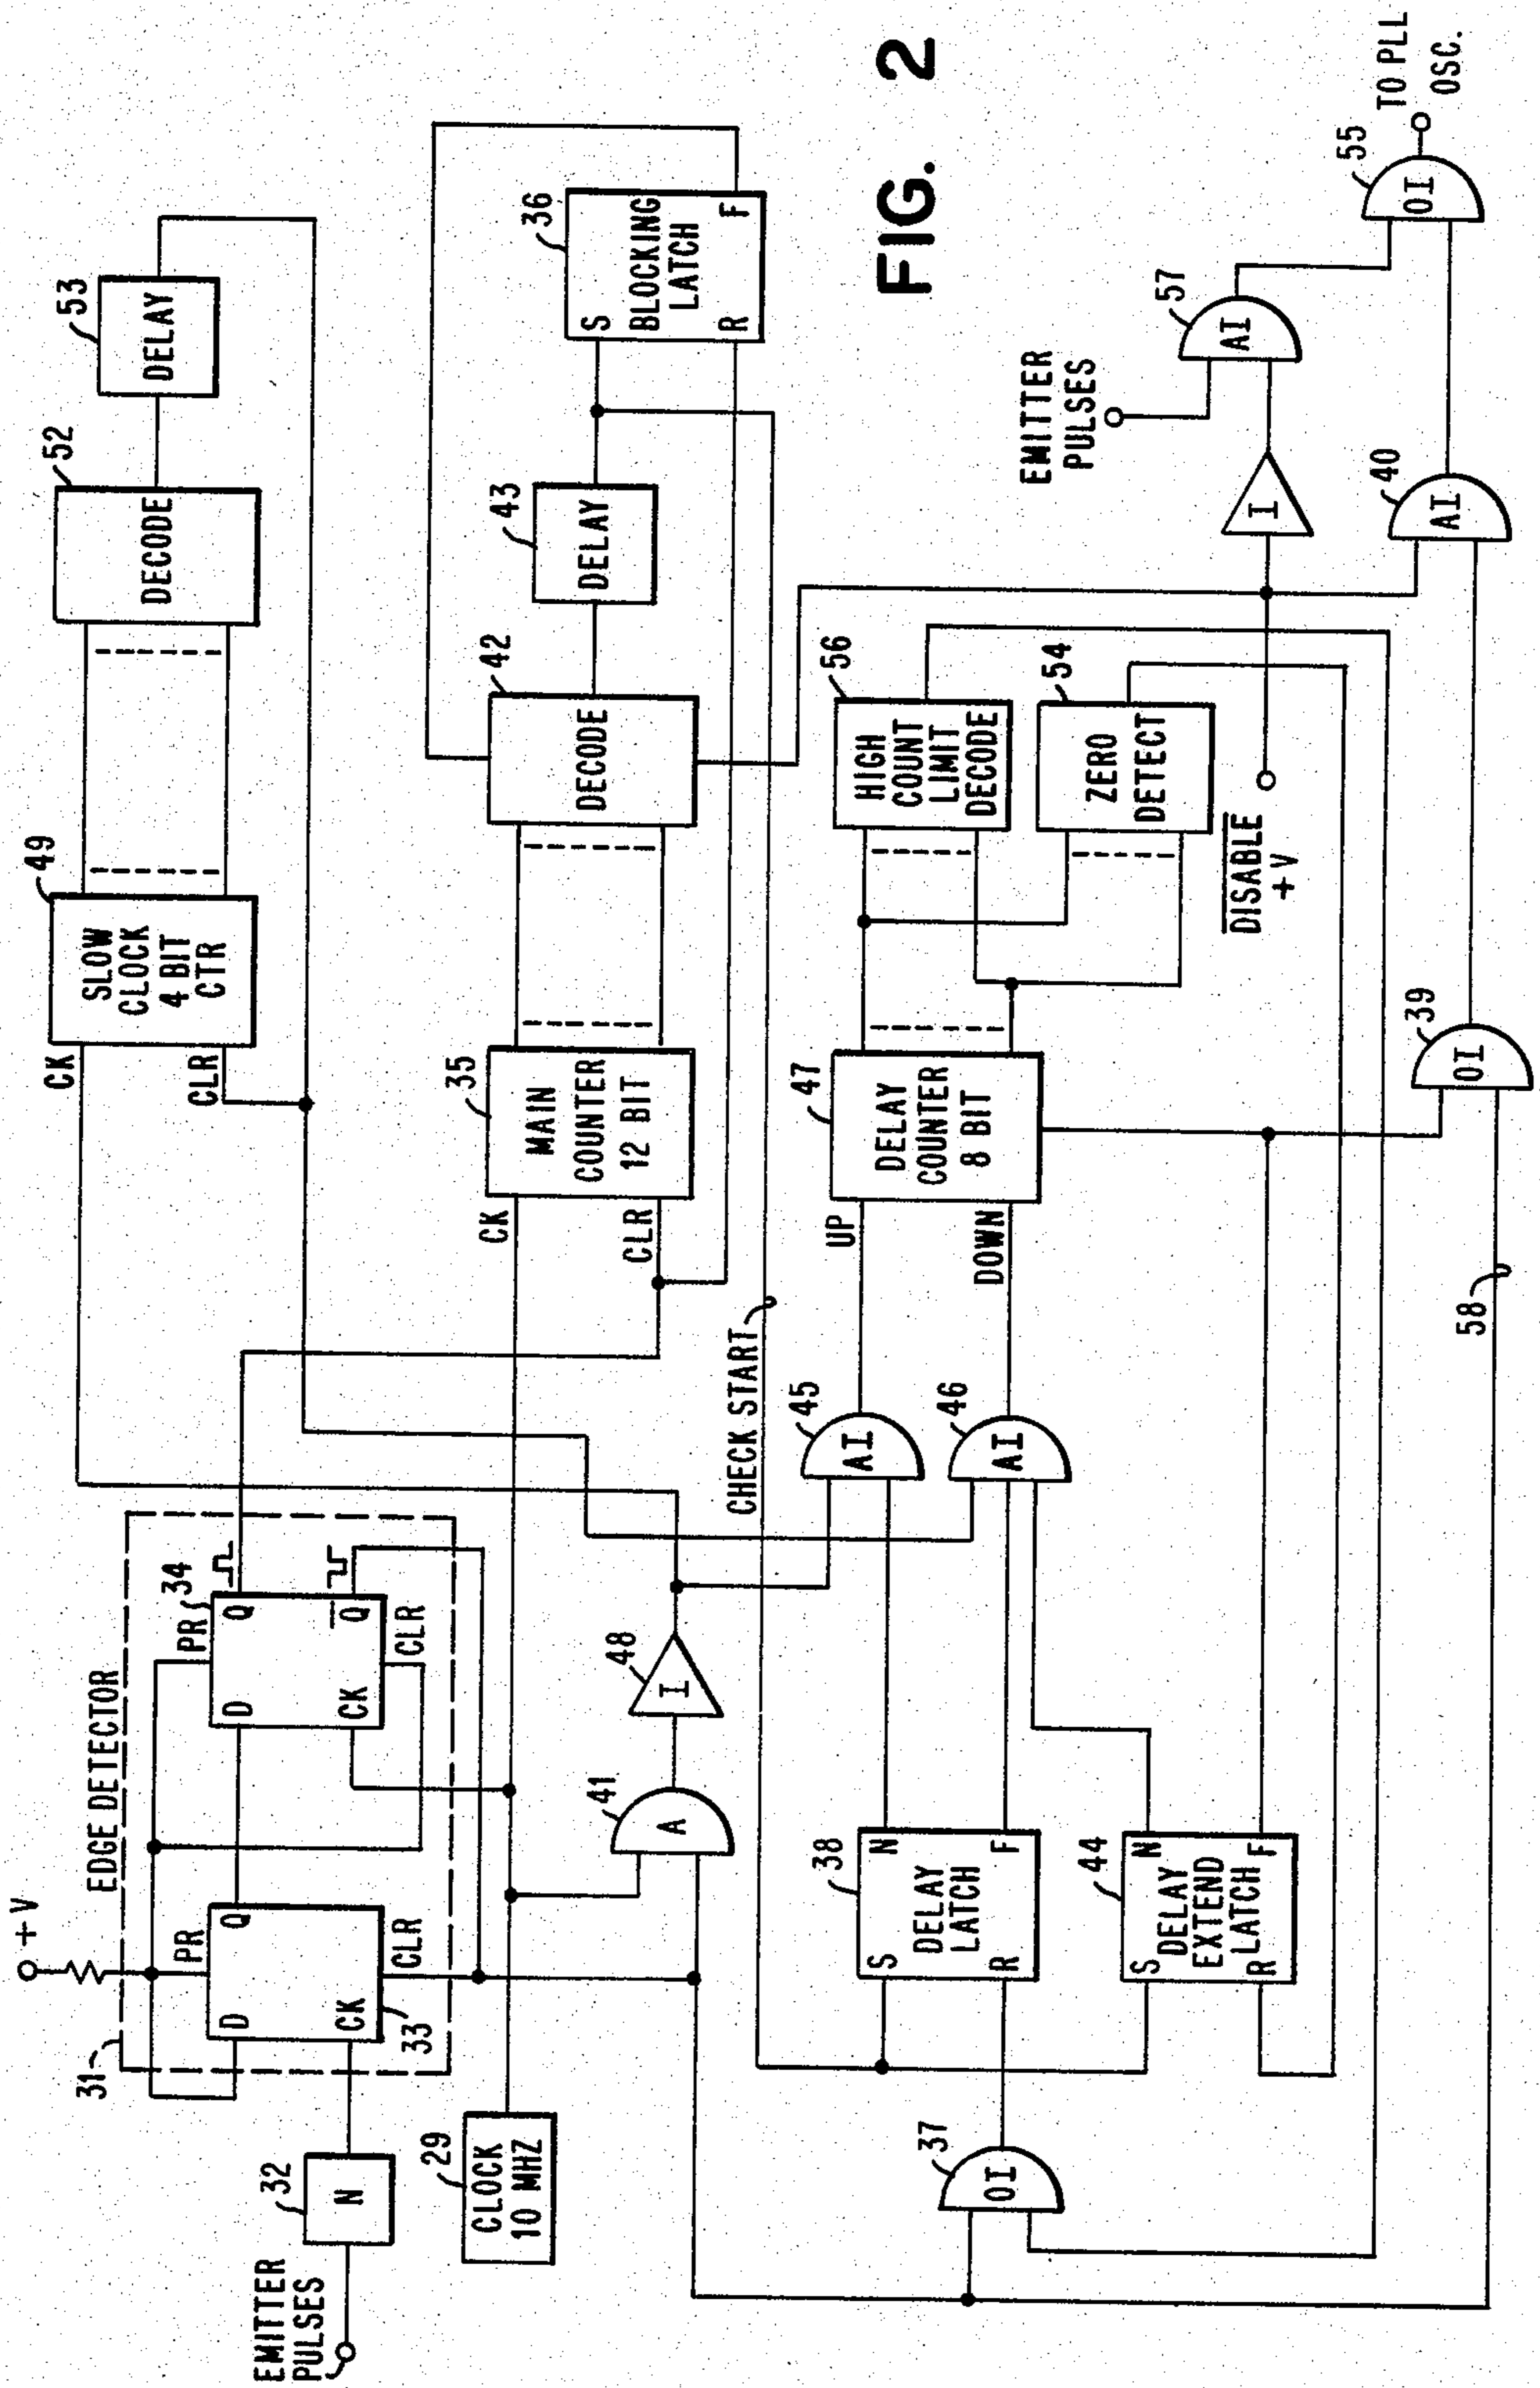 +V
EDGE DETECTOR
31
PR
D
Q
CK
CLR
33
PR
34
D
Q
CK
Q
CLR
EMITTER
PULSES
32
N
29
CLOCK
10 MHZ
41
A
48
I
CK
CLR
49
SLOW
CLOCK
4 BIT
CTR
52
DECODE
53
DELAY
CK
CLR
35
MAIN
COUNTER
12 BIT
42
DECODE
43
DELAY
36
S
BLOCKING
LATCH
R
F
CHECK START
37
OI
38
S
N
DELAY
LATCH
R
F
44
S
N
DELAY
EXTEND
LATCH
R
F
45
AI
46
AI
UP
DOWN
47
DELAY
COUNTER
8 BIT
56
HIGH
COUNT
LIMIT
DECODE
54
ZERO
DETECT
DISABLE
+V
I
EMITTER
PULSES
57
AI
58
39
OI
40
AI
55
OI
TO PLL
OSC.
FIG. 2